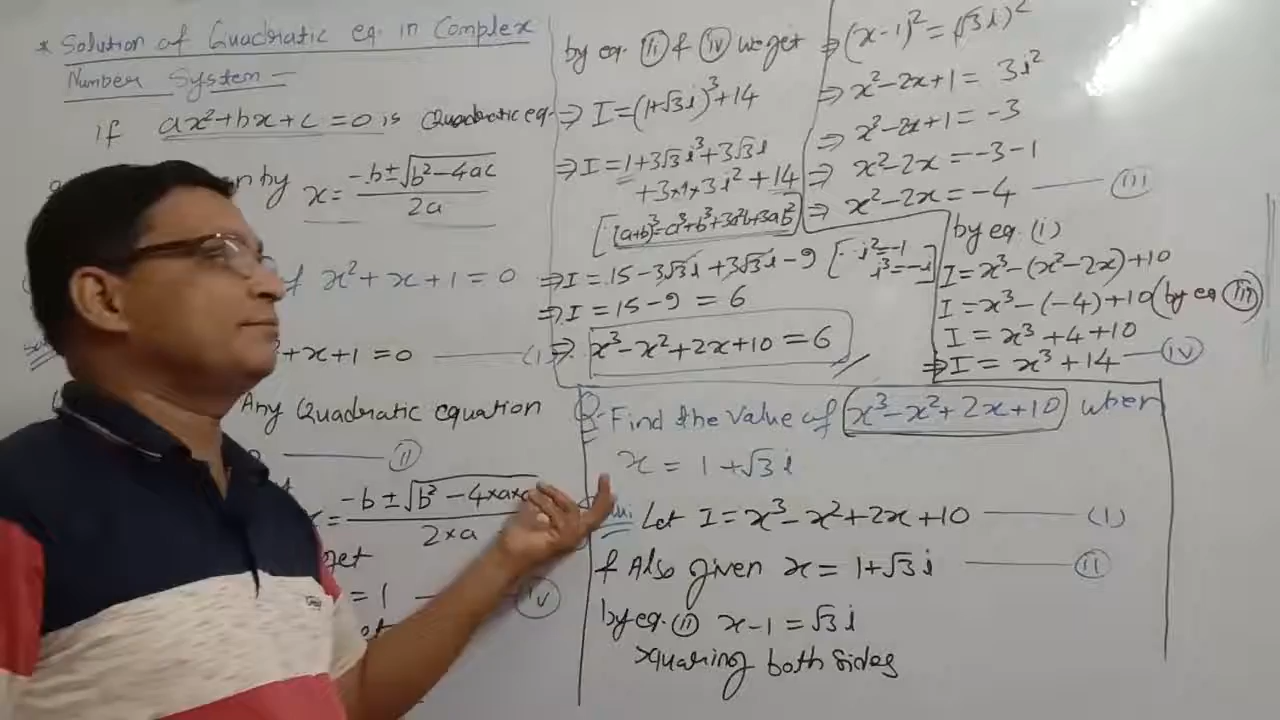 * Solution of Quadratic eq. in Complex
Number System –
if ax²+bx+c=0 is Quadratic eq.
by x = -b±√b²-4ac / 2a
of x²+x+1=0
+x+1=0 ——— (1)
Any Quadratic equation
——— (ii)
= -b±√b²-4×a× / 2×a
get
= 1 — (iv)
by eq. (ii) & (iv) we get
⇒ I=(1+√3i)³+14
⇒ I=1+3√3i³+3√3i
+3×1×3i²+14
[(a+b)³=a³+b³+3a²b+3ab²]
⇒ I=15-3√3i+3√3i-9 [∵i²=-1
i³=-i]
⇒ I=15-9=6
⇒ x³-x²+2x+10=6
⇒ (x-1)²=(√3i)²
⇒ x²-2x+1= 3i²
⇒ x²-2x+1=-3
⇒ x²-2x=-3-1
⇒ x²-2x=-4 ——— (iii)
by eq. (i)
I=x³-(x²-2x)+10
I=x³-(-4)+10(by eq (iii))
I=x³+4+10
⇒ I= x³+14 —(iv)
Q- Find the value of x³-x²+2x+10 when
x = 1+√3i
Let I=x³-x²+2x+10 ——— (1)
& Also given x= 1+√3i ——— (ii)
by eq. (ii) x-1=√3i
squaring both sides